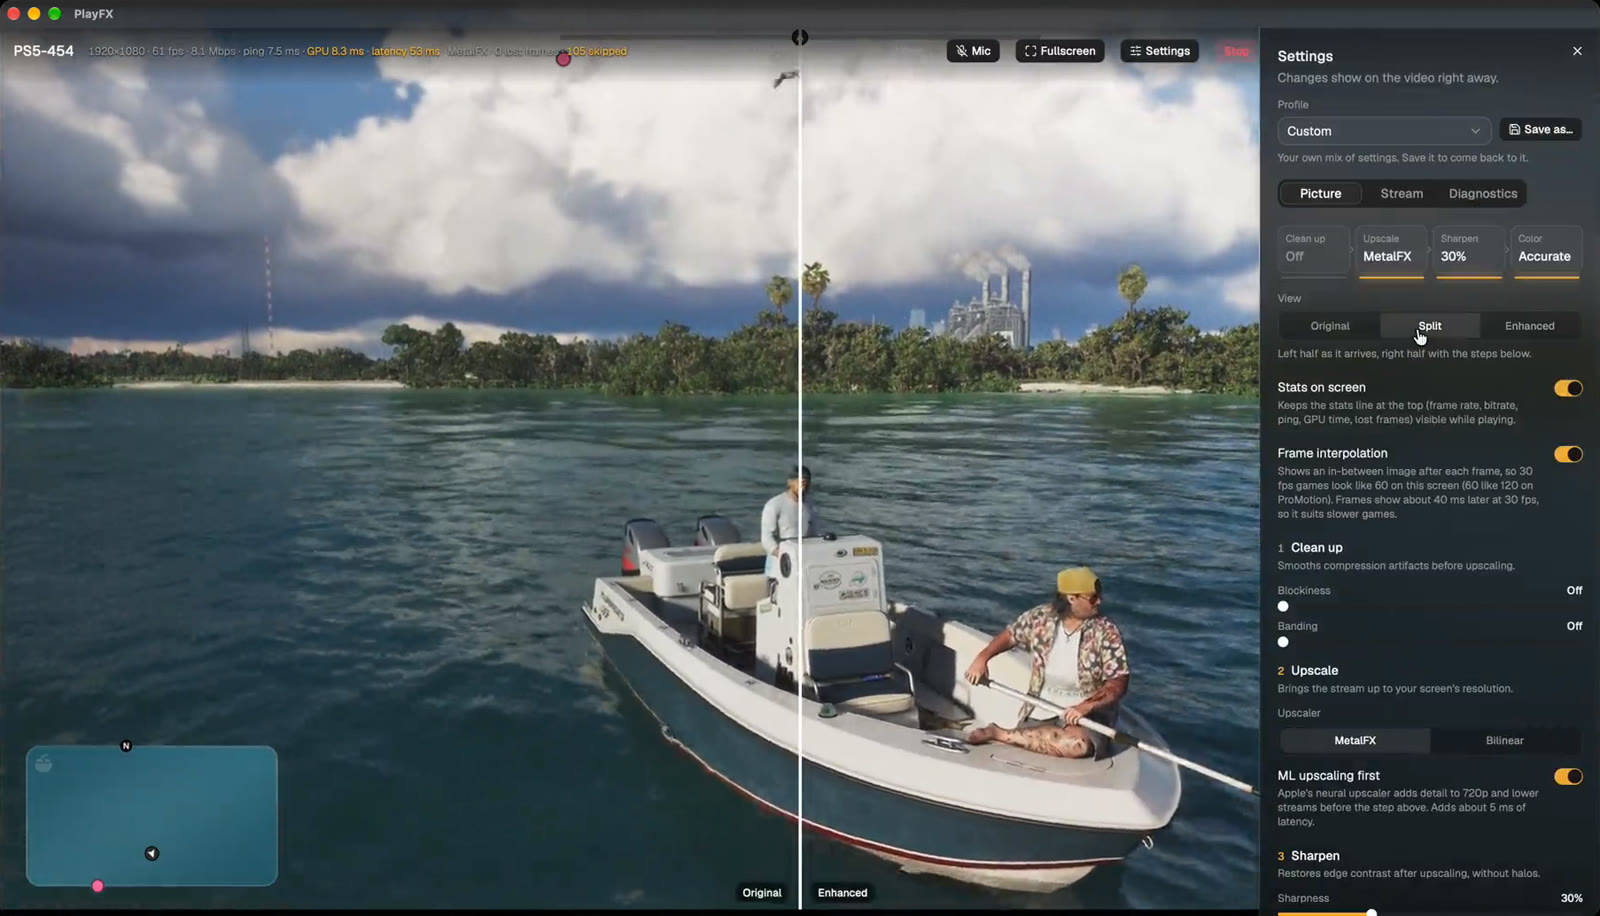 PlayFX
PS5-454 1920×1080 · 61 fps · 8.1 Mbps · ping 7.5 ms · GPU 8.3 ms · latency 53 ms · MetalFX · 0 lost frames · 105 skipped
Mic
Fullscreen
Settings
Stop
N
Original
Enhanced
Settings
Changes show on the video right away.
Profile
Custom
Save as...
Your own mix of settings. Save it to come back to it.
Picture
Stream
Diagnostics
Clean up
Off
Upscale
MetalFX
Sharpen
30%
Color
Accurate
View
Original
Split
Enhanced
Left half as it arrives, right half with the steps below.
Stats on screen
Keeps the stats line at the top (frame rate, bitrate,
ping, GPU time, lost frames) visible while playing.
Frame interpolation
Shows an in-between image after each frame, so 30
fps games look like 60 on this screen (60 like 120 on
ProMotion). Frames show about 40 ms later at 30 fps,
so it suits slower games.
1 Clean up
Smooths compression artifacts before upscaling.
Blockiness Off
Banding Off
2 Upscale
Brings the stream up to your screen's resolution.
Upscaler
MetalFX
Bilinear
ML upscaling first
Apple's neural upscaler adds detail to 720p and lower
streams before the step above. Adds about 5 ms of
latency.
3 Sharpen
Restores edge contrast after upscaling, without halos.
Sharpness 30%